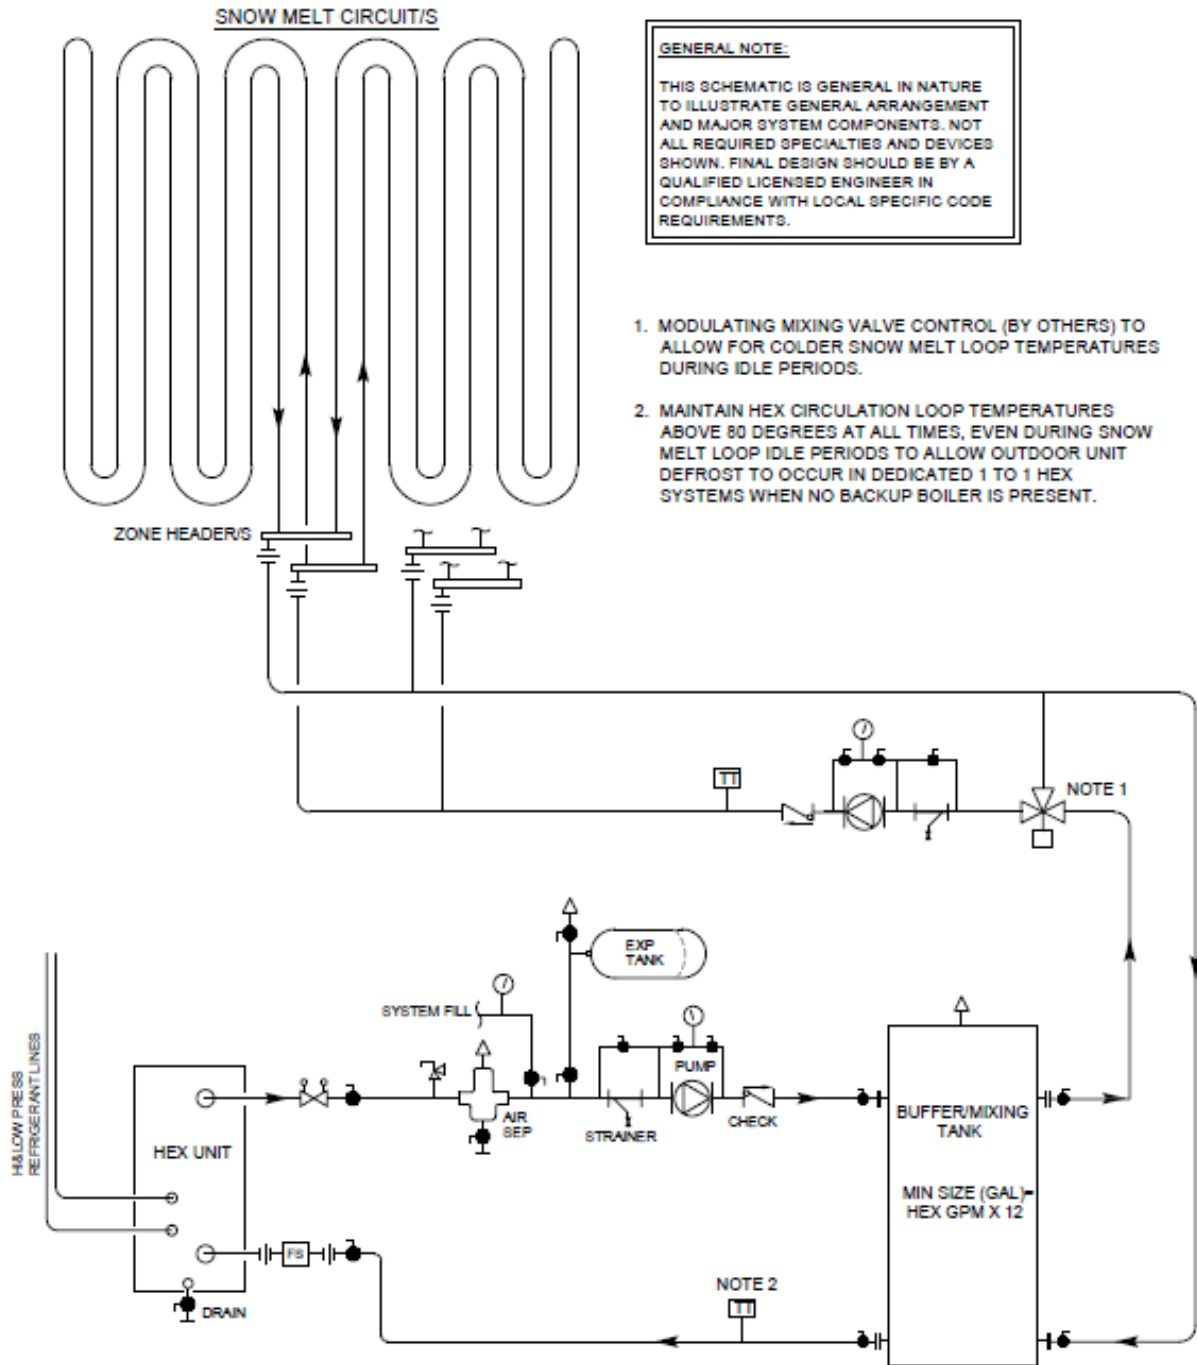 SNOW MELT CIRCUIT/S
GENERAL NOTE:
THIS SCHEMATIC IS GENERAL IN NATURE
TO ILLUSTRATE GENERAL ARRANGEMENT
AND MAJOR SYSTEM COMPONENTS. NOT
ALL REQUIRED SPECIALTIES AND DEVICES
SHOWN. FINAL DESIGN SHOULD BE BY A
QUALIFIED LICENSED ENGINEER IN
COMPLIANCE WITH LOCAL SPECIFIC CODE
REQUIREMENTS.
1. MODULATING MIXING VALVE CONTROL (BY OTHERS) TO
ALLOW FOR COLDER SNOW MELT LOOP TEMPERATURES
DURING IDLE PERIODS.
2. MAINTAIN HEX CIRCULATION LOOP TEMPERATURES
ABOVE 80 DEGREES AT ALL TIMES, EVEN DURING SNOW
MELT LOOP IDLE PERIODS TO ALLOW OUTDOOR UNIT
DEFROST TO OCCUR IN DEDICATED 1 TO 1 HEX
SYSTEMS WHEN NO BACKUP BOILER IS PRESENT.
ZONE HEADER/S
TT
NOTE 1
EXP
TANK
SYSTEM FILL
HI&LOW PRESS
REFRIGERANT LINES
PUMP
AIR
SEP
STRAINER
CHECK
HEX UNIT
BUFFER/MIXING
TANK
MIN SIZE (GAL)=
HEX GPM X 12
FS
DRAIN
NOTE 2
TT